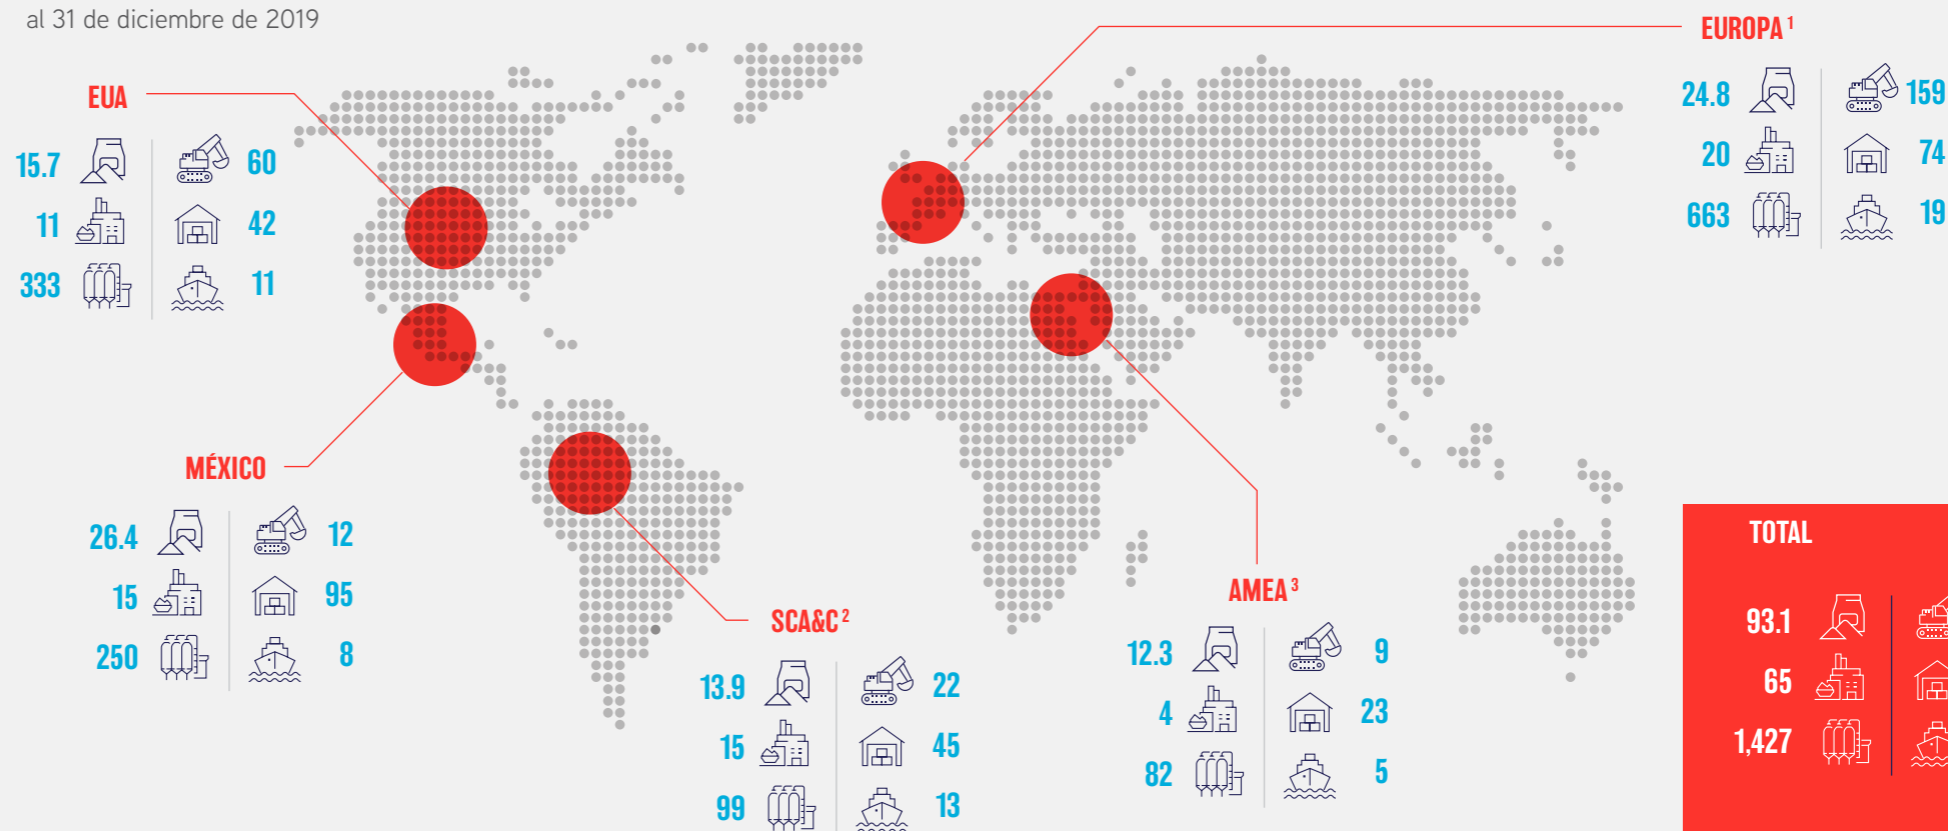 al 31 de diciembre de 2019
EUA
15.7 60
11 42
333 11
MÉXICO
26.4 12
15 95
250 8
SCA&C ²
13.9 22
15 45
99 13
AMEA ³
12.3 9
4 23
82 5
EUROPA ¹
24.8 159
20 74
663 19
TOTAL
93.1
65
1,427